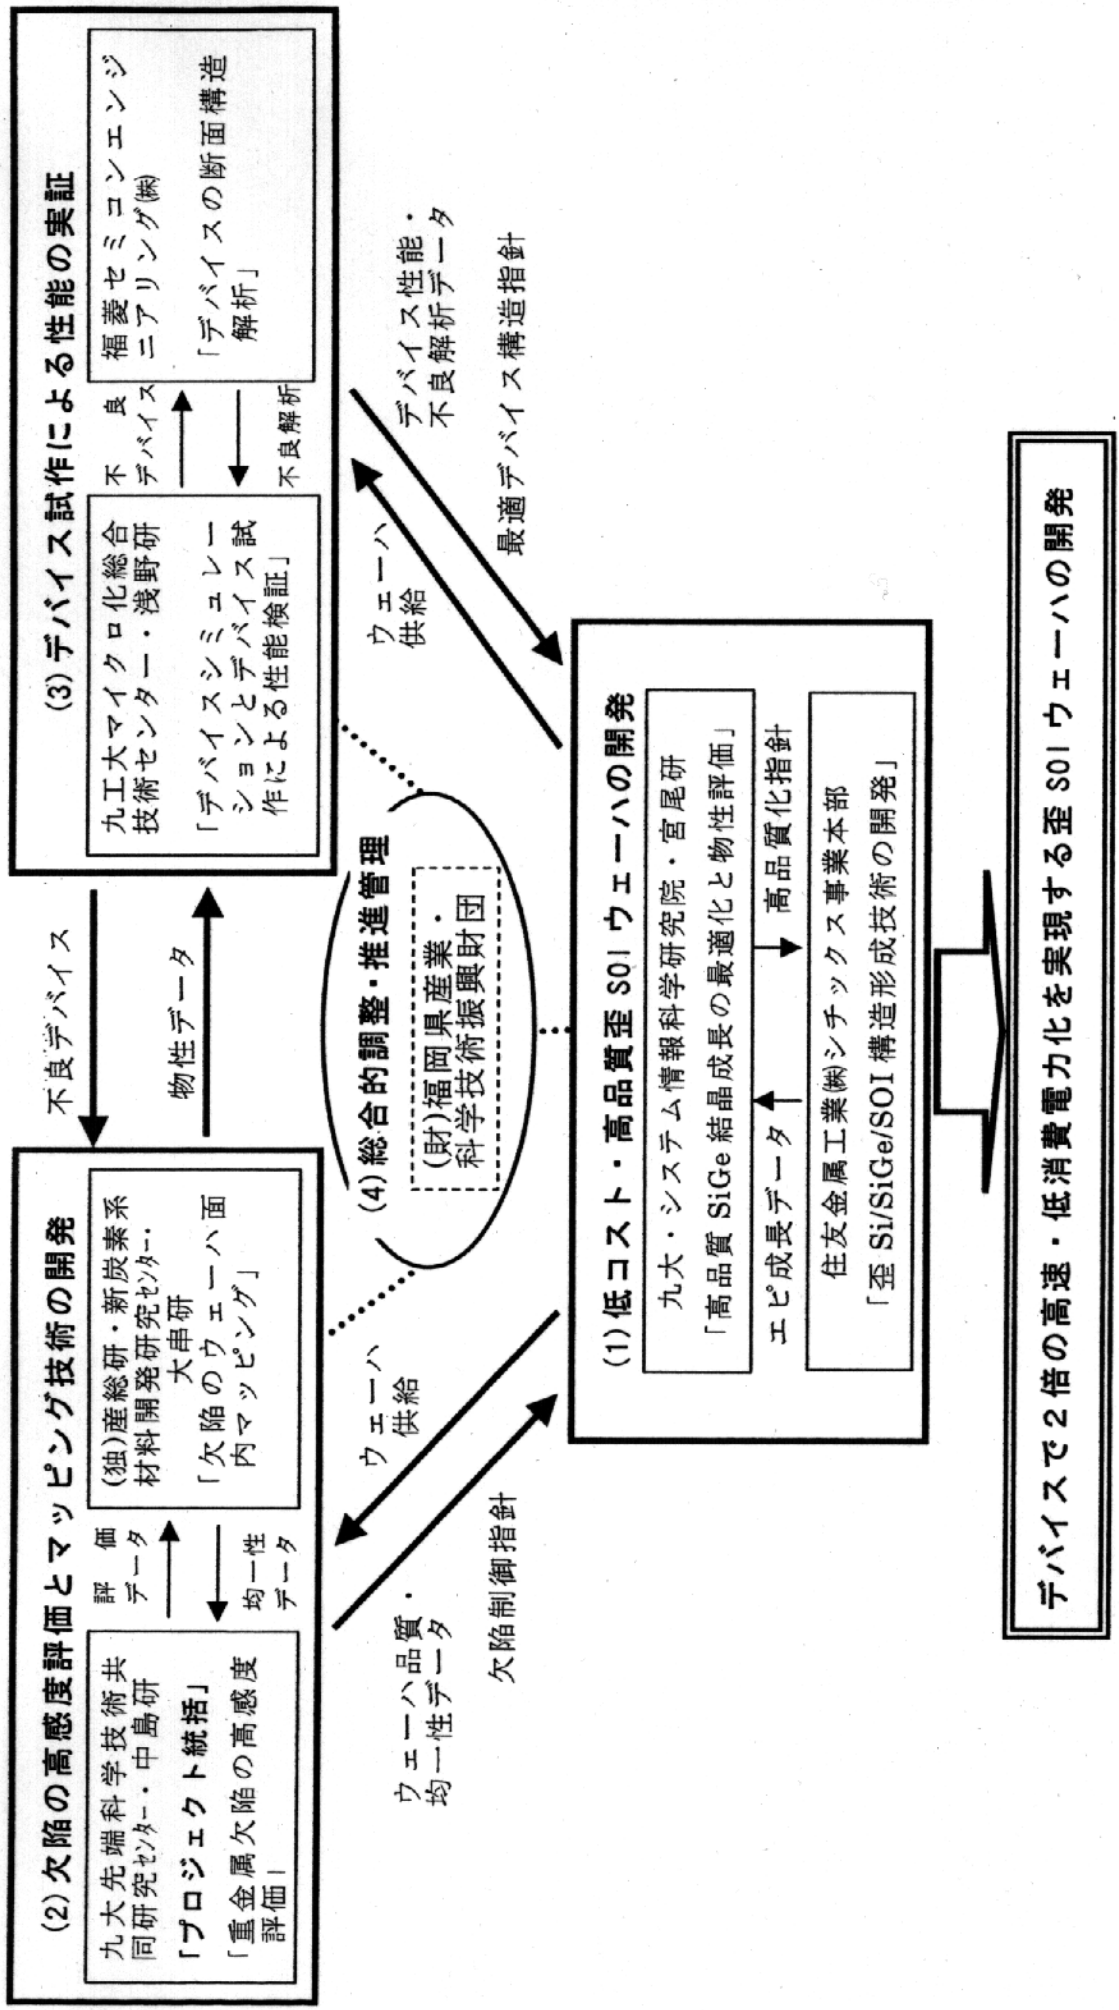 (2)欠陥の高感度評価とマッピング技術の開発
九大先端科学技術共
同研究センター・中島研
「プロジェクト統括」
「重金属欠陥の高感度
評価」
評 価
データ
均一性
データ
(独)産総研・新炭素系
材料開発研究センター・
大串研
「欠陥のウェーハ面
内マッピング」
不良デバイス
物性データ
(3)デバイス試作による性能の実証
九工大マイクロ化総合
技術センター・浅野研
「デバイスシミュレー
ションとデバイス試
作による性能検証」
不 良
デバイス
不良解析
福菱セミコンエンジ
ニアリング㈱
「デバイスの断面構造
解析」
(4)総合的調整・推進管理
(財)福岡県産業・
科学技術振興財団
ウェーハ品質・
均一性データ
欠陥制御指針
ウェーハ
供給
ウェーハ
供給
デバイス性能・
不良解析データ
最適デバイス構造指針
(1)低コスト・高品質歪SOIウェーハの開発
九大・システム情報科学研究院・宮尾研
「高品質SiGe結晶成長の最適化と物性評価」
エピ成長データ
高品質化指針
住友金属工業㈱シチックス事業本部
「歪Si/SiGe/SOI構造形成技術の開発」
デバイスで2倍の高速・低消費電力化を実現する歪SOIウェーハの開発